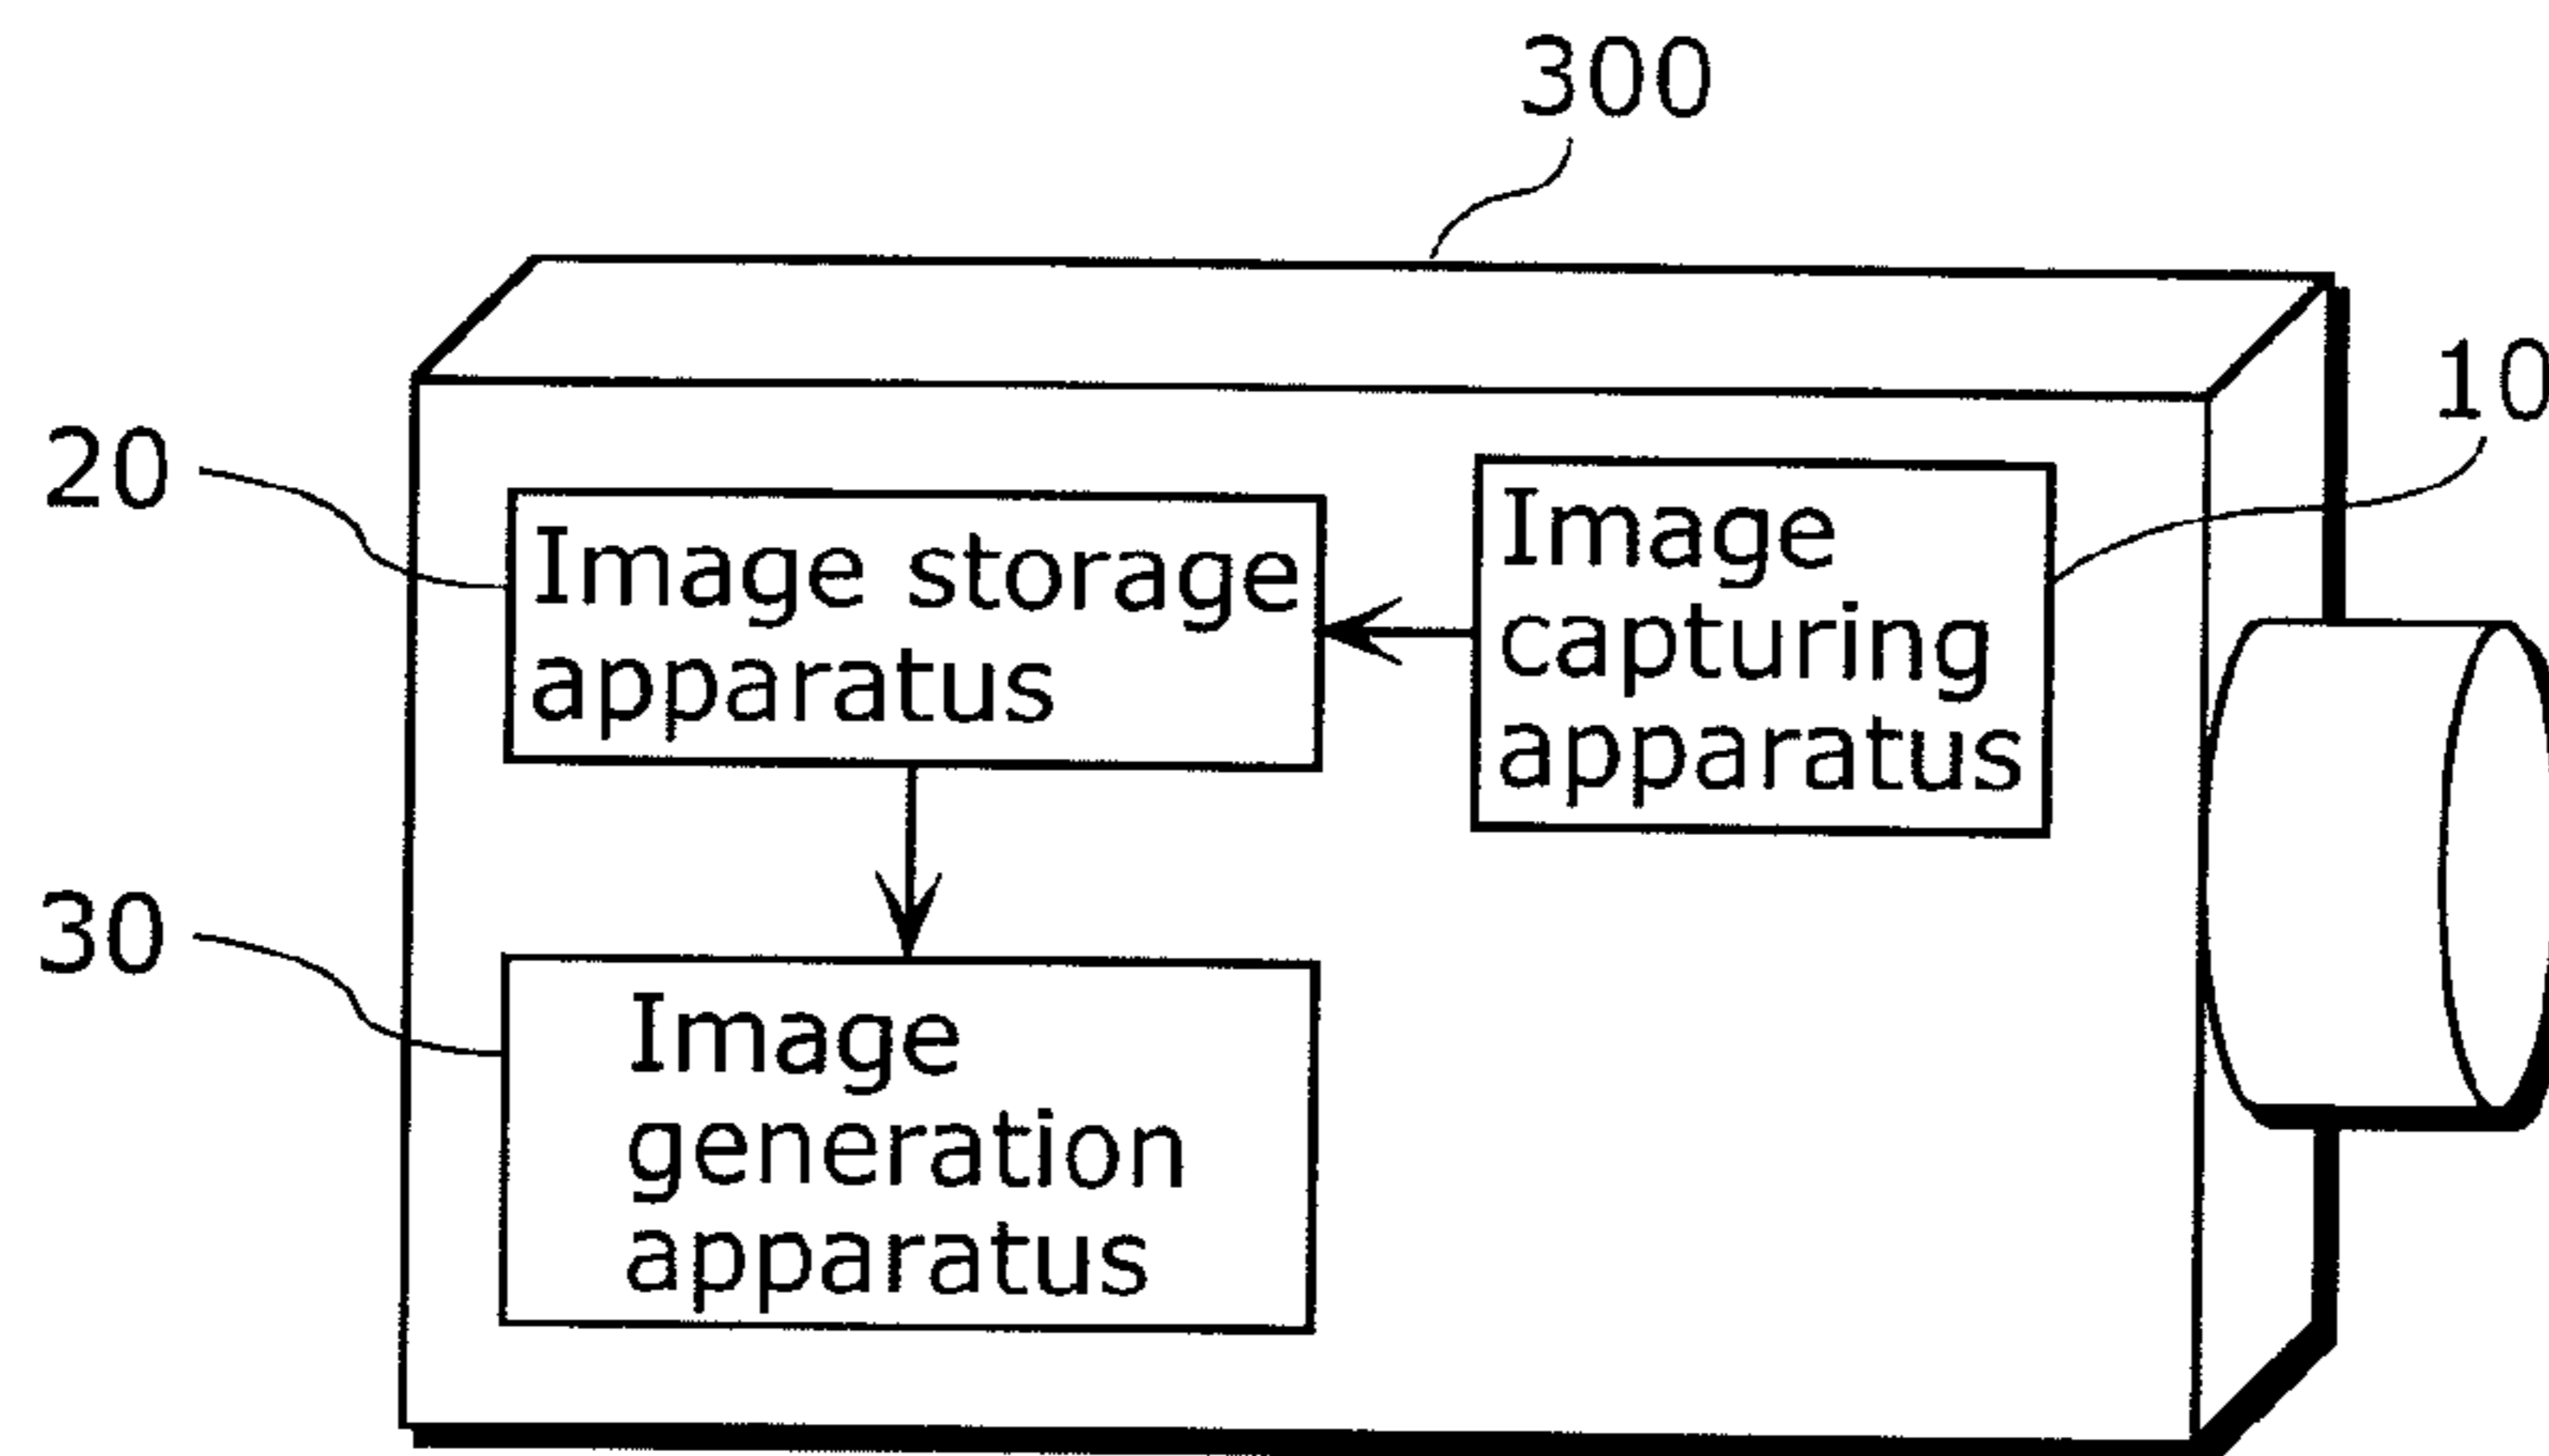 300
10
20
Image storage
apparatus
Image
capturing
apparatus
30
Image
generation
apparatus